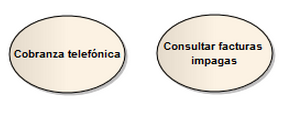 Cobranza telefónica
Consultar facturas
impagas